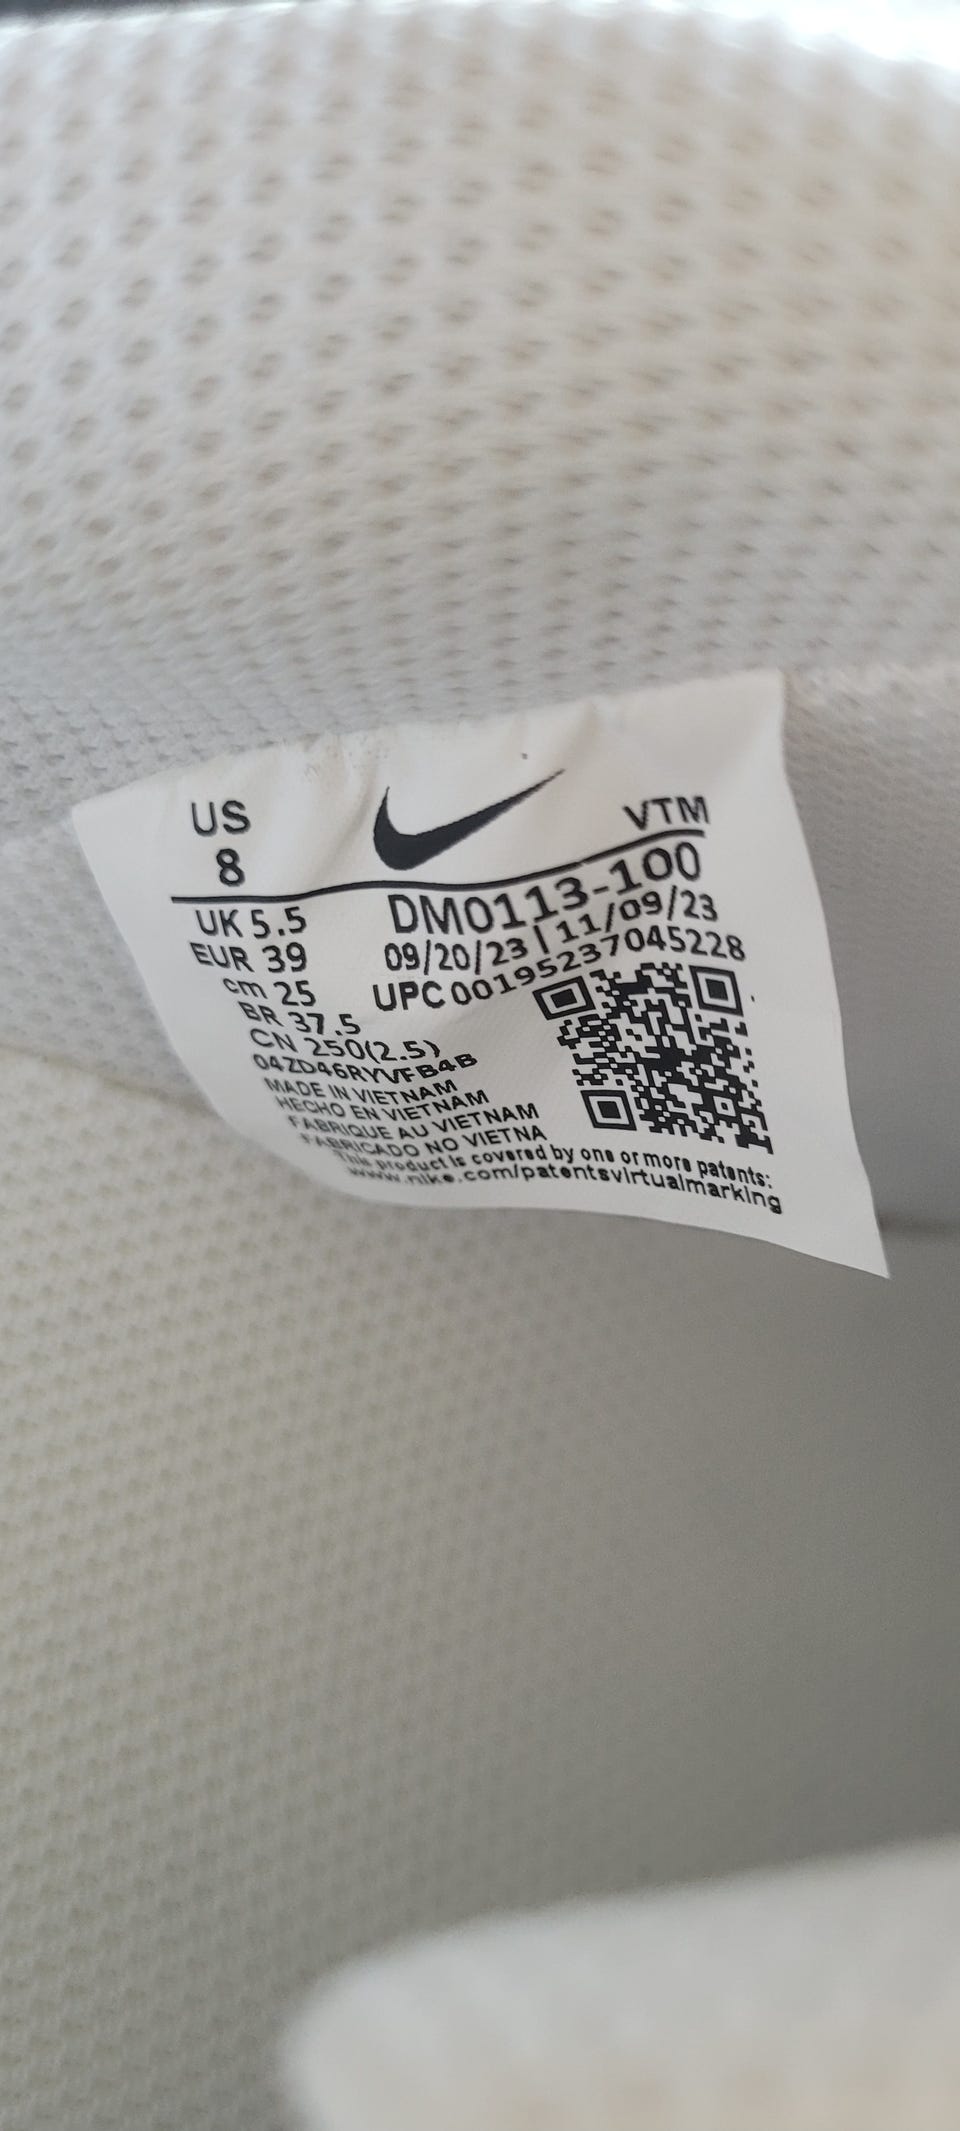 US
8
VTM
UK 5.5
EUR 39
cm 25
BR 37.5
CN 250(2.5)
04ZD46RYVFB4B
MADE IN VIETNAM
HECHO EN VIETNAM
FABRIQUE AU VIETNAM
FABRICADO NO VIETNA
DM0113-100
09/20/23 | 11/09/23
UPC 00195237045228
This product is covered by one or more patents:
www.nike.com/patentsvirtualmarking